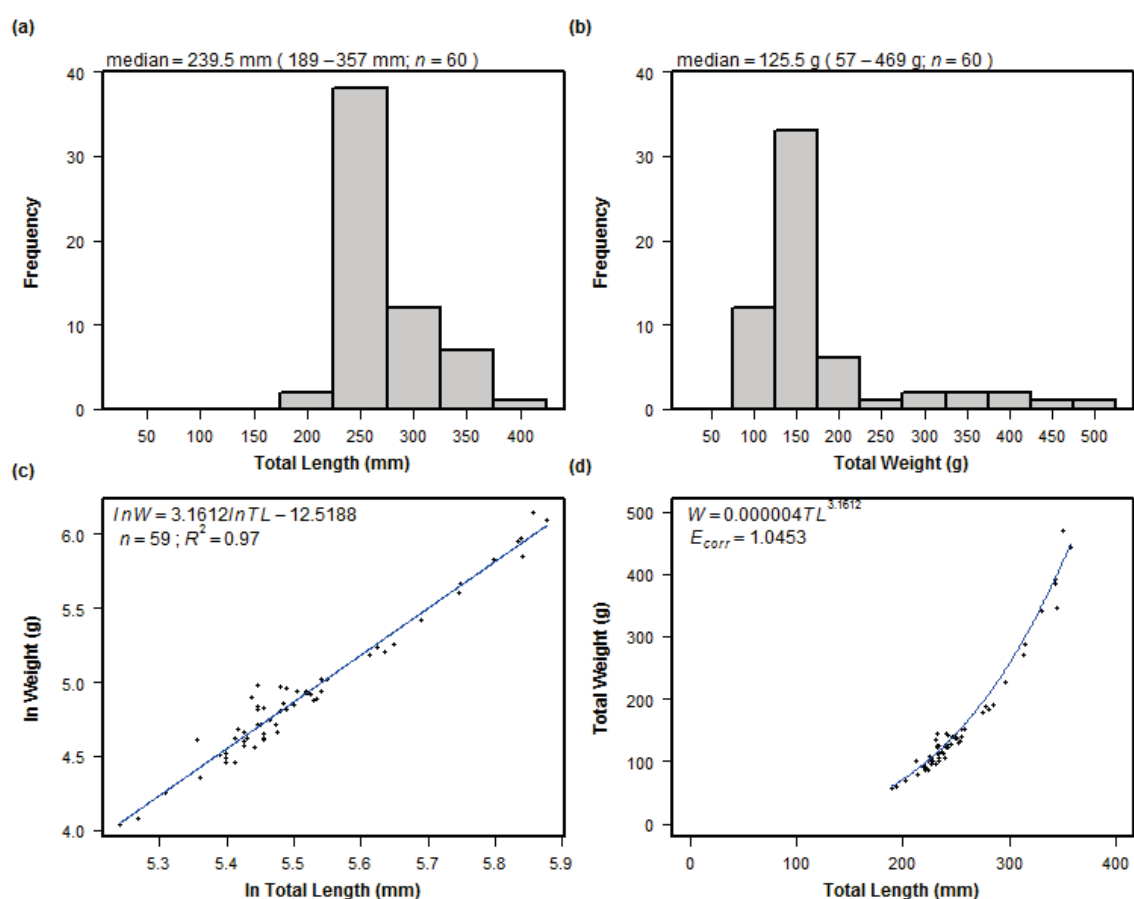 (a)
median = 239.5 mm ( 189 – 357 mm; n = 60 )
40
30
20
10
0
Frequency
50 100 150 200 250 300 350 400
Total Length (mm)
(b)
median = 125.5 g ( 57 – 469 g; n = 60 )
40
30
20
10
0
Frequency
50 100 150 200 250 300 350 400 450 500
Total Weight (g)
(c)
lnW = 3.1612lnTL – 12.5188
n = 59 ; R² = 0.97
6.0
5.5
5.0
4.5
4.0
ln Weight (g)
5.3 5.4 5.5 5.6 5.7 5.8 5.9
ln Total Length (mm)
(d)
W = 0.000004TL^3.1612
E_corr = 1.0453
500
400
300
200
100
0
Total Weight (g)
0 100 200 300 400
Total Length (mm)